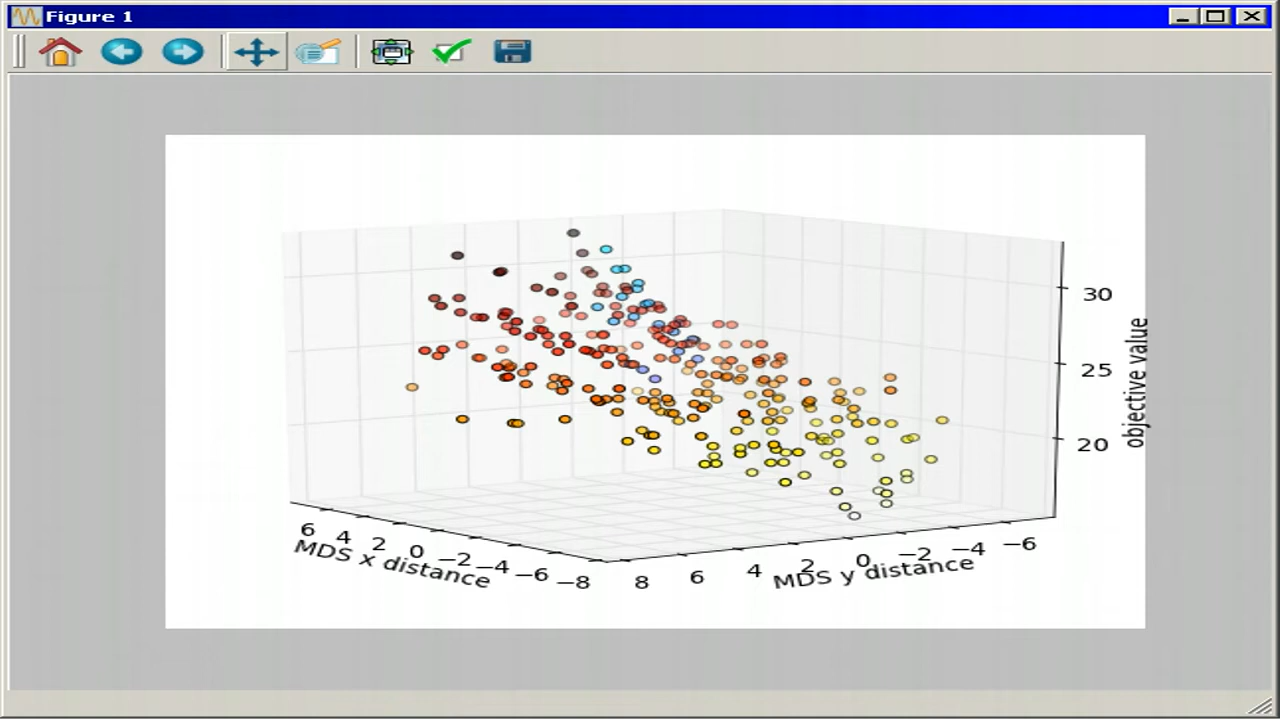 Figure 1
30
25
20
objective value
6 4 2 0 −2 −4 −6 −8
MDS x distance
8 6 4 2 0 −2 −4 −6
MDS y distance